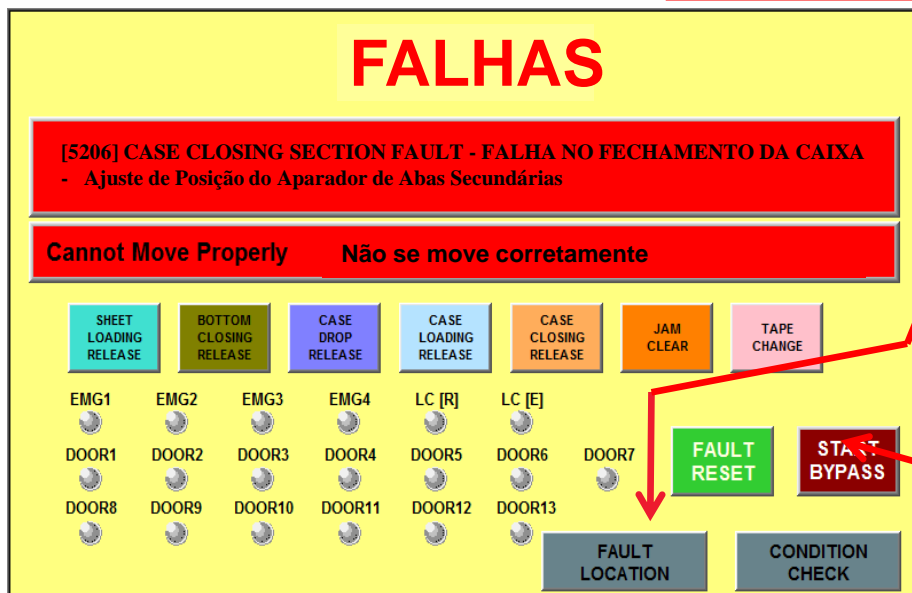 FALHAS
[5206] CASE CLOSING SECTION FAULT - FALHA NO FECHAMENTO DA CAIXA
- Ajuste de Posição do Aparador de Abas Secundárias
Cannot Move Properly Não se move corretamente
SHEET LOADING RELEASE
BOTTOM CLOSING RELEASE
CASE DROP RELEASE
CASE LOADING RELEASE
CASE CLOSING RELEASE
JAM CLEAR
TAPE CHANGE
EMG1 EMG2 EMG3 EMG4 LC [R] LC [E]
DOOR1 DOOR2 DOOR3 DOOR4 DOOR5 DOOR6 DOOR7
DOOR8 DOOR9 DOOR10 DOOR11 DOOR12 DOOR13
FAULT RESET
START BYPASS
FAULT LOCATION
CONDITION CHECK